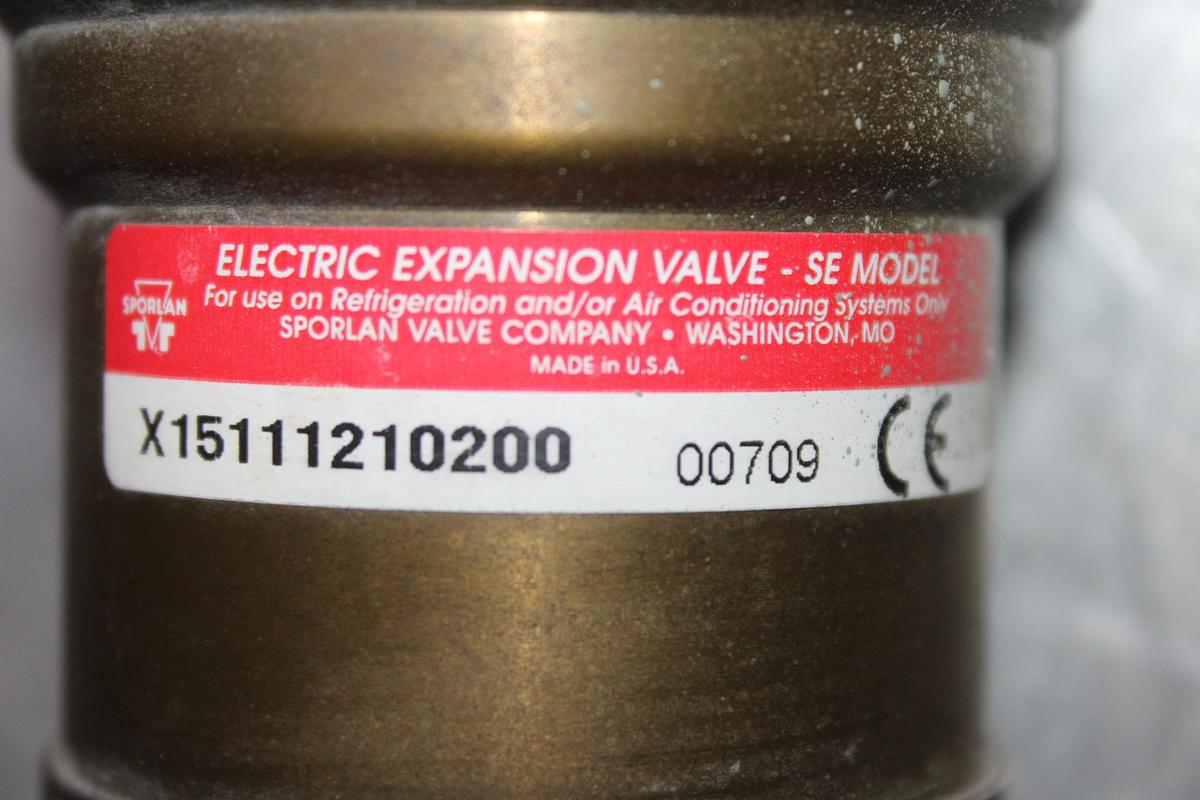 ELECTRIC EXPANSION VALVE - SE MODEL
SPORLAN
For use on Refrigeration and/or Air Conditioning Systems Only
SPORLAN VALVE COMPANY • WASHINGTON, MO
MADE in U.S.A.
X15111210200 00709 CE